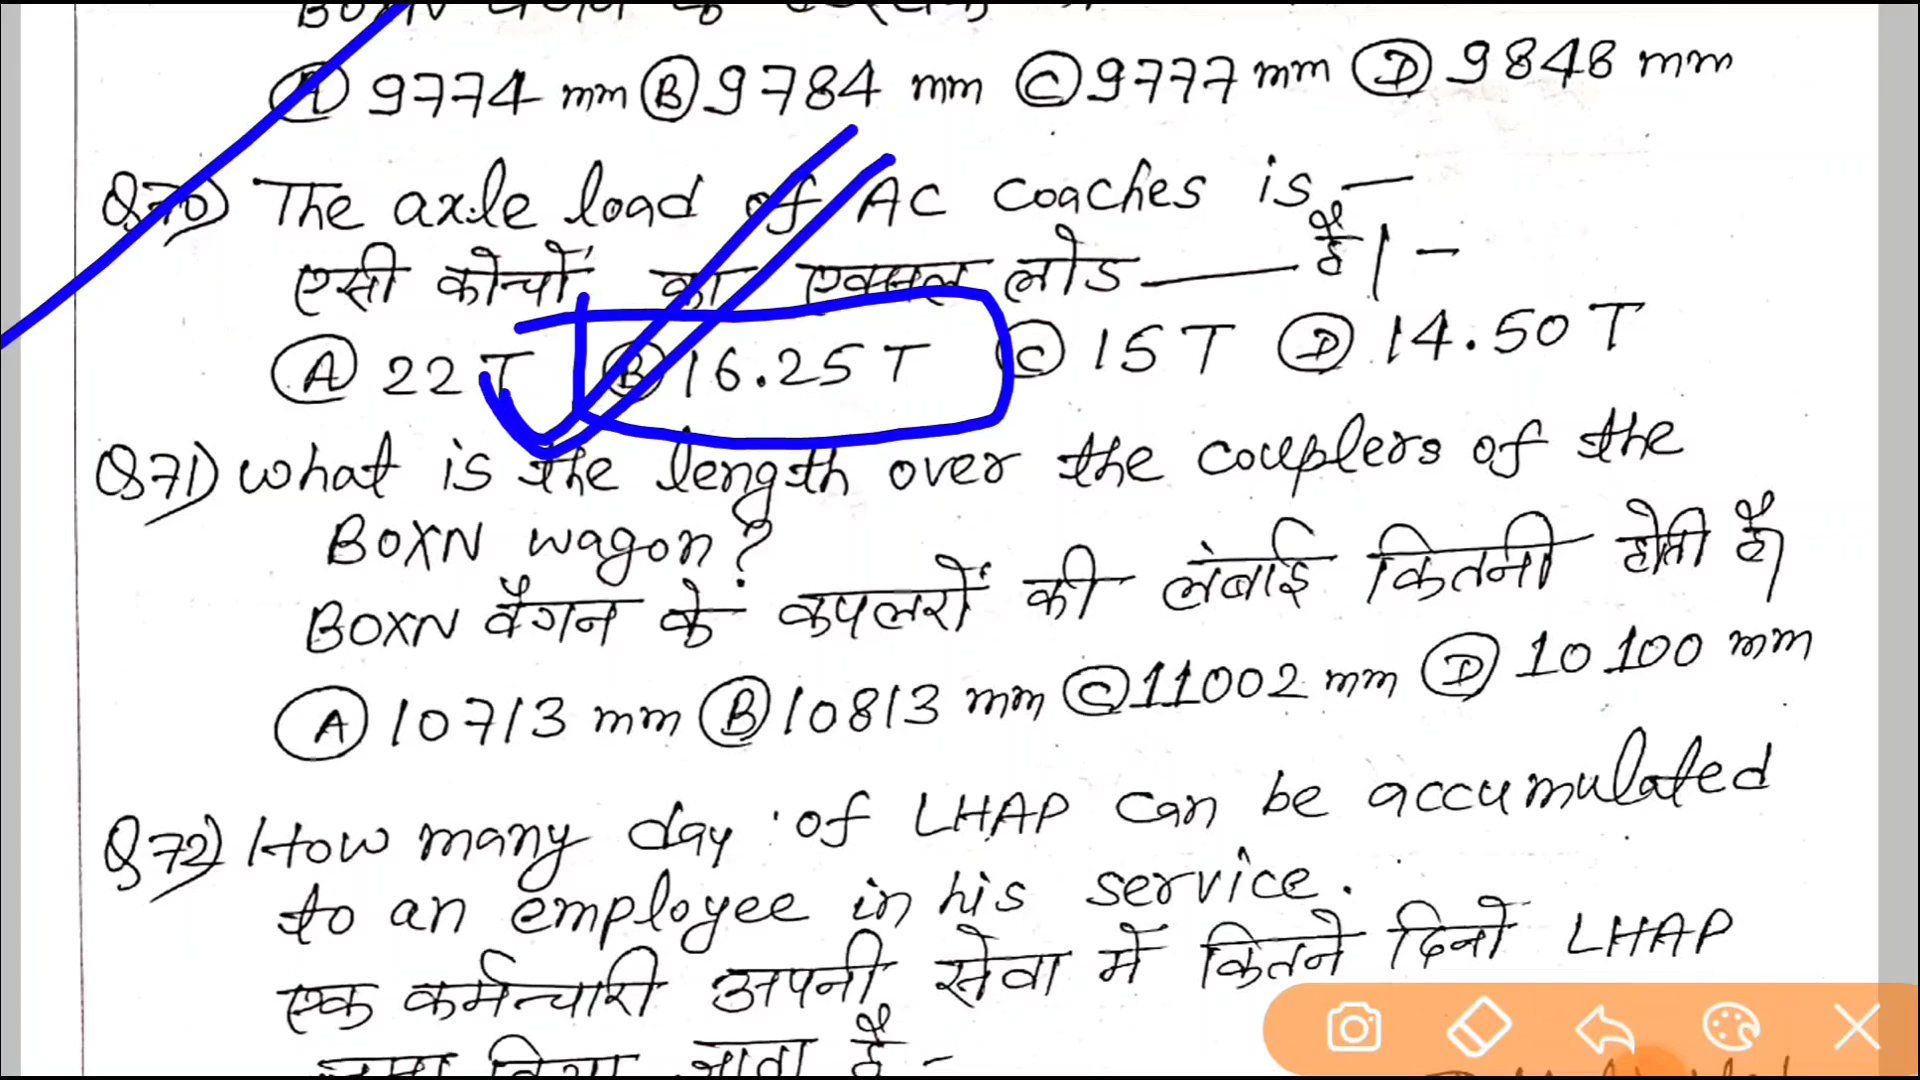 (A) 9774 mm (B) 9784 mm (C) 9777 mm (D) 9848 mm
Q70) The axle load of AC coaches is —
एसी कोचों का एक्सल लोड —— है। -
(A) 22 T (B) 16.25 T (C) 15 T (D) 14.50 T
Q71) what is the length over the couplers of the
BOXN wagon?
BOXN वैगन के कपलरों की लंबाई कितनी होती है।
(A) 10713 mm (B) 10813 mm (C) 11002 mm (D) 10100 mm
Q72) How many day of LHAP can be accumulated
to an employee in his service.
एक कर्मचारी अपनी सेवा में कितने दिनों LHAP
जमा किया जाता है -